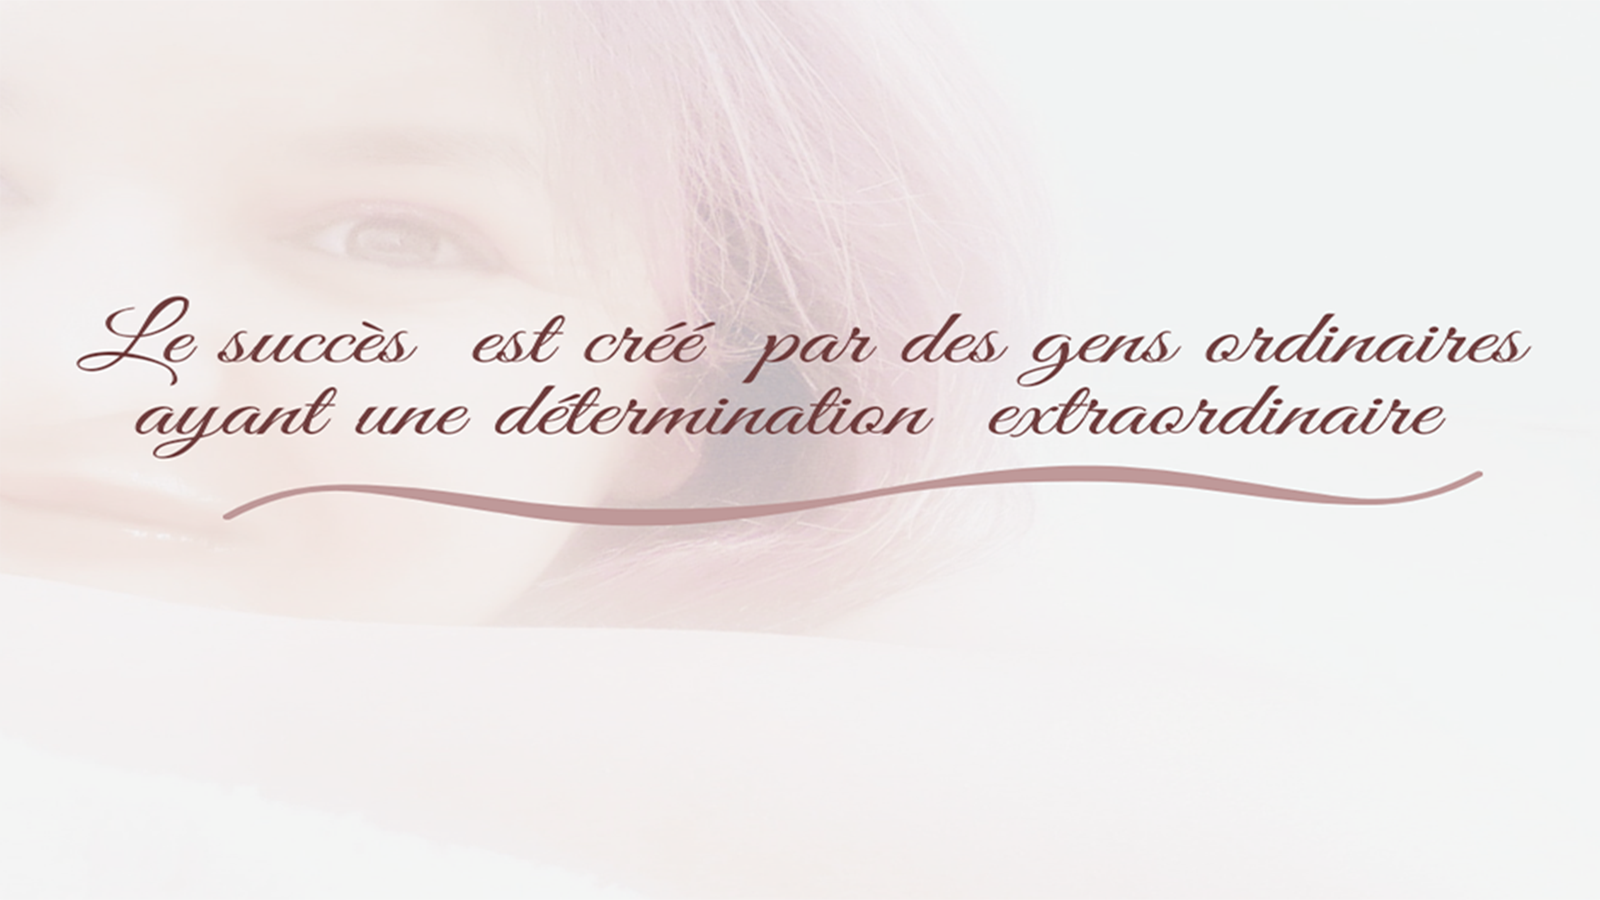 Le succès est créé par des gens ordinaires
ayant une détermination extraordinaire